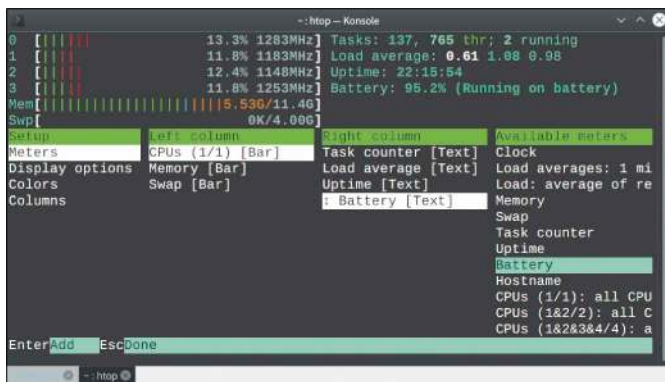 ~ : htop — Konsole
0 [|||||| 13.3% 1283MHz] Tasks: 137, 765 thr; 2 running
1 [|||| 11.8% 1183MHz] Load average: 0.61 1.08 0.98
2 [|||| 12.4% 1148MHz] Uptime: 22:15:54
3 [|||| 11.8% 1253MHz] Battery: 95.2% (Running on battery)
Mem[||||||||||||||||||||||5.53G/11.4G]
Swp[ 0K/4.00G]
Setup Left column Right column Available meters
Meters CPUs (1/1) [Bar] Task counter [Text] Clock
Display options Memory [Bar] Load average [Text] Load averages: 1 mi
Colors Swap [Bar] Uptime [Text] Load: average of re
Columns : Battery [Text] Memory
Swap
Task counter
Uptime
Battery
Hostname
CPUs (1/1): all CPU
CPUs (1&2/2): all C
CPUs (1&2&3&4/4): a
EnterAdd EscDone
~ : htop